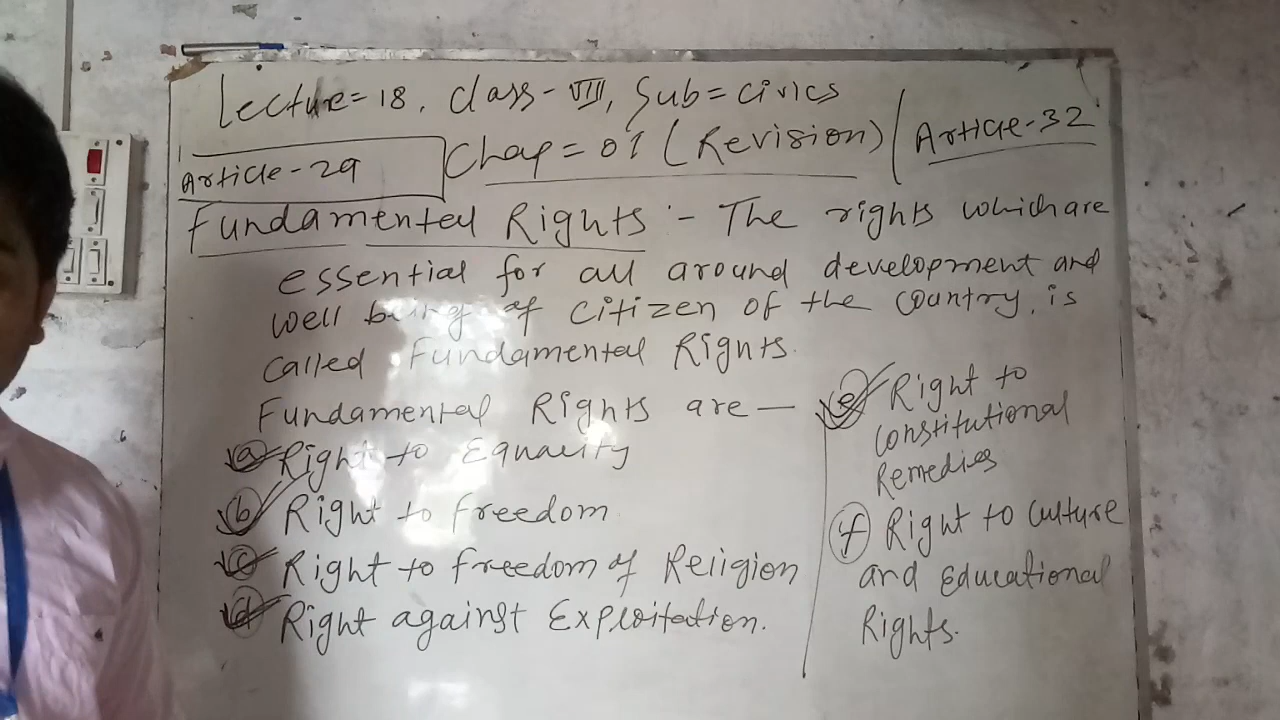 Lecture = 18, Class - VIII, Sub = Civics
Article - 29
Chap = 01 (Revision)
Article - 32
Fundamental Rights :- The rights which are
essential for all around development and
well being of citizen of the country, is
called Fundamental Rights.
Fundamental Rights are —
(a) Right to Equality
(b) Right to freedom
(c) Right to freedom of Religion
(d) Right against Exploitation.
(e) Right to
constitutional
Remedies
(f) Right to culture
and Educational
Rights.